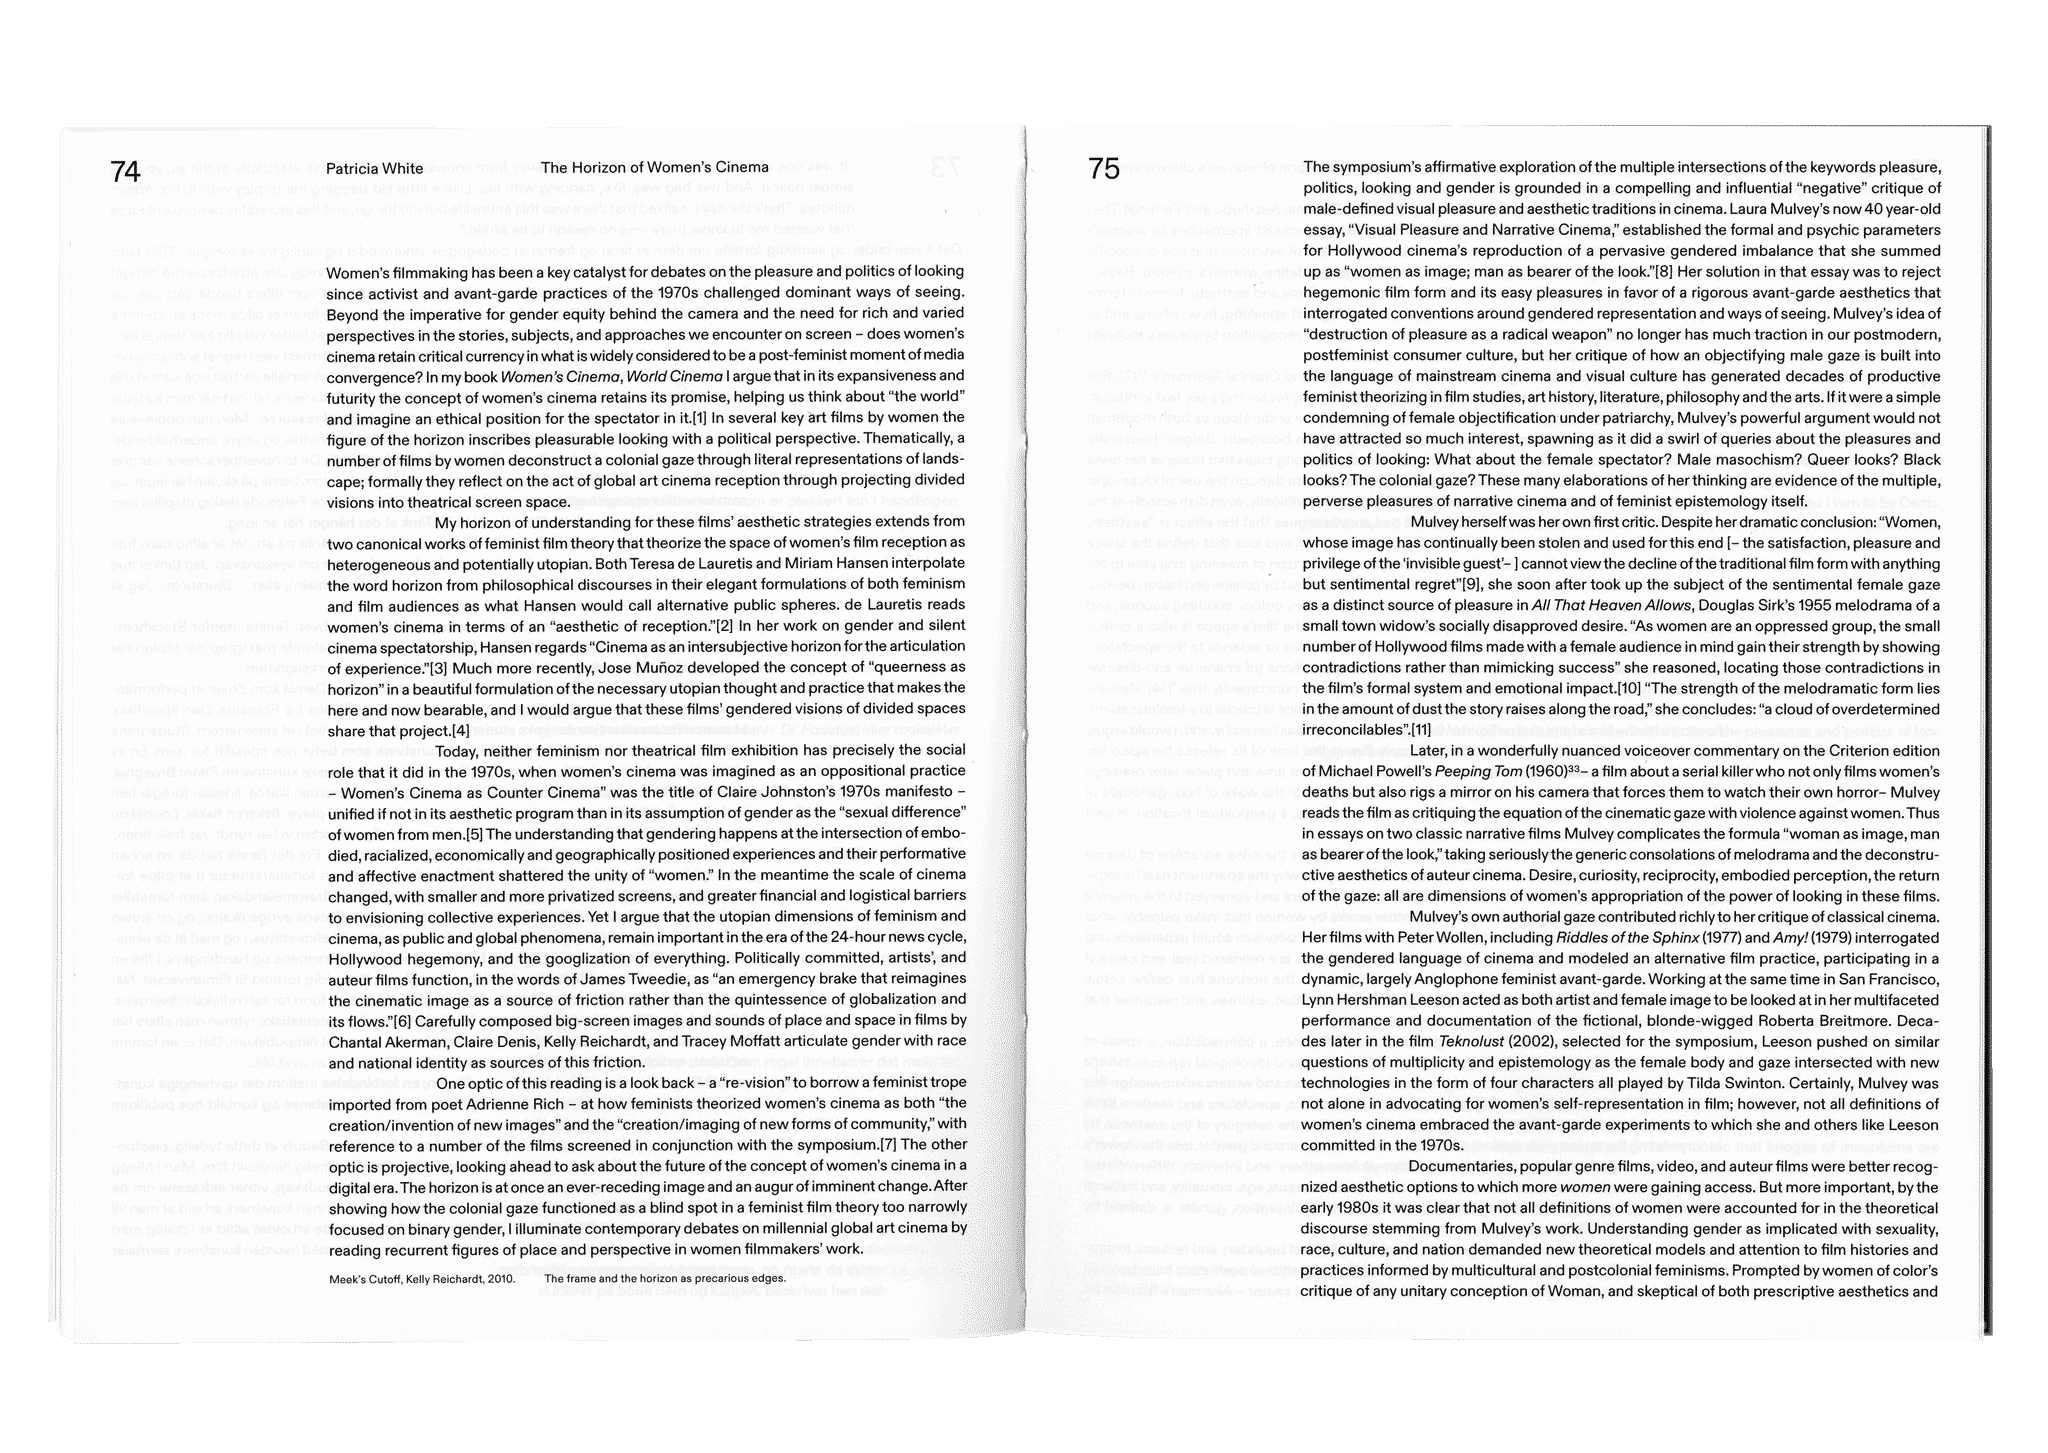 74
Patricia White
The Horizon of Women's Cinema
Women's filmmaking has been a key catalyst for debates on the pleasure and politics of looking
since activist and avant-garde practices of the 1970s challenged dominant ways of seeing.
Beyond the imperative for gender equity behind the camera and the need for rich and varied
perspectives in the stories, subjects, and approaches we encounter on screen – does women's
cinema retain critical currency in what is widely considered to be a post-feminist moment of media
convergence? In my book Women's Cinema, World Cinema I argue that in its expansiveness and
futurity the concept of women's cinema retains its promise, helping us think about "the world"
and imagine an ethical position for the spectator in it.[1] In several key art films by women the
figure of the horizon inscribes pleasurable looking with a political perspective. Thematically, a
number of films by women deconstruct a colonial gaze through literal representations of lands-
cape; formally they reflect on the act of global art cinema reception through projecting divided
visions into theatrical screen space.
My horizon of understanding for these films' aesthetic strategies extends from
two canonical works of feminist film theory that theorize the space of women's film reception as
heterogeneous and potentially utopian. Both Teresa de Lauretis and Miriam Hansen interpolate
the word horizon from philosophical discourses in their elegant formulations of both feminism
and film audiences as what Hansen would call alternative public spheres. de Lauretis reads
women's cinema in terms of an "aesthetic of reception."[2] In her work on gender and silent
cinema spectatorship, Hansen regards "Cinema as an intersubjective horizon for the articulation
of experience."[3] Much more recently, Jose Muñoz developed the concept of "queerness as
horizon" in a beautiful formulation of the necessary utopian thought and practice that makes the
here and now bearable, and I would argue that these films' gendered visions of divided spaces
share that project.[4]
Today, neither feminism nor theatrical film exhibition has precisely the social
role that it did in the 1970s, when women's cinema was imagined as an oppositional practice
– Women's Cinema as Counter Cinema" was the title of Claire Johnston's 1970s manifesto –
unified if not in its aesthetic program than in its assumption of gender as the "sexual difference"
of women from men.[5] The understanding that gendering happens at the intersection of embo-
died, racialized, economically and geographically positioned experiences and their performative
and affective enactment shattered the unity of "women." In the meantime the scale of cinema
changed, with smaller and more privatized screens, and greater financial and logistical barriers
to envisioning collective experiences. Yet I argue that the utopian dimensions of feminism and
cinema, as public and global phenomena, remain important in the era of the 24-hour news cycle,
Hollywood hegemony, and the googlization of everything. Politically committed, artists', and
auteur films function, in the words of James Tweedie, as "an emergency brake that reimagines
the cinematic image as a source of friction rather than the quintessence of globalization and
its flows."[6] Carefully composed big-screen images and sounds of place and space in films by
Chantal Akerman, Claire Denis, Kelly Reichardt, and Tracey Moffatt articulate gender with race
and national identity as sources of this friction.
One optic of this reading is a look back – a "re-vision" to borrow a feminist trope
imported from poet Adrienne Rich – at how feminists theorized women's cinema as both "the
creation/invention of new images" and the "creation/imaging of new forms of community," with
reference to a number of the films screened in conjunction with the symposium.[7] The other
optic is projective, looking ahead to ask about the future of the concept of women's cinema in a
digital era. The horizon is at once an ever-receding image and an augur of imminent change. After
showing how the colonial gaze functioned as a blind spot in a feminist film theory too narrowly
focused on binary gender, I illuminate contemporary debates on millennial global art cinema by
reading recurrent figures of place and perspective in women filmmakers' work.
Meek's Cutoff, Kelly Reichardt, 2010.
The frame and the horizon as precarious edges.
75
The symposium's affirmative exploration of the multiple intersections of the keywords pleasure,
politics, looking and gender is grounded in a compelling and influential "negative" critique of
male-defined visual pleasure and aesthetic traditions in cinema. Laura Mulvey's now 40 year-old
essay, "Visual Pleasure and Narrative Cinema," established the formal and psychic parameters
for Hollywood cinema's reproduction of a pervasive gendered imbalance that she summed
up as "women as image; man as bearer of the look."[8] Her solution in that essay was to reject
hegemonic film form and its easy pleasures in favor of a rigorous avant-garde aesthetics that
interrogated conventions around gendered representation and ways of seeing. Mulvey's idea of
"destruction of pleasure as a radical weapon" no longer has much traction in our postmodern,
postfeminist consumer culture, but her critique of how an objectifying male gaze is built into
the language of mainstream cinema and visual culture has generated decades of productive
feminist theorizing in film studies, art history, literature, philosophy and the arts. If it were a simple
condemning of female objectification under patriarchy, Mulvey's powerful argument would not
have attracted so much interest, spawning as it did a swirl of queries about the pleasures and
politics of looking: What about the female spectator? Male masochism? Queer looks? Black
looks? The colonial gaze? These many elaborations of her thinking are evidence of the multiple,
perverse pleasures of narrative cinema and of feminist epistemology itself.
Mulvey herself was her own first critic. Despite her dramatic conclusion: "Women,
whose image has continually been stolen and used for this end [– the satisfaction, pleasure and
privilege of the 'invisible guest'– ] cannot view the decline of the traditional film form with anything
but sentimental regret"[9], she soon after took up the subject of the sentimental female gaze
as a distinct source of pleasure in All That Heaven Allows, Douglas Sirk's 1955 melodrama of a
small town widow's socially disapproved desire. "As women are an oppressed group, the small
number of Hollywood films made with a female audience in mind gain their strength by showing
contradictions rather than mimicking success" she reasoned, locating those contradictions in
the film's formal system and emotional impact.[10] "The strength of the melodramatic form lies
in the amount of dust the story raises along the road," she concludes: "a cloud of overdetermined
irreconcilables".[11]
Later, in a wonderfully nuanced voiceover commentary on the Criterion edition
of Michael Powell's Peeping Tom (1960)³³– a film about a serial killer who not only films women's
deaths but also rigs a mirror on his camera that forces them to watch their own horror– Mulvey
reads the film as critiquing the equation of the cinematic gaze with violence against women. Thus
in essays on two classic narrative films Mulvey complicates the formula "woman as image, man
as bearer of the look," taking seriously the generic consolations of melodrama and the deconstru-
ctive aesthetics of auteur cinema. Desire, curiosity, reciprocity, embodied perception, the return
of the gaze: all are dimensions of women's appropriation of the power of looking in these films.
Mulvey's own authorial gaze contributed richly to her critique of classical cinema.
Her films with Peter Wollen, including Riddles of the Sphinx (1977) and Amy! (1979) interrogated
the gendered language of cinema and modeled an alternative film practice, participating in a
dynamic, largely Anglophone feminist avant-garde. Working at the same time in San Francisco,
Lynn Hershman Leeson acted as both artist and female image to be looked at in her multifaceted
performance and documentation of the fictional, blonde-wigged Roberta Breitmore. Deca-
des later in the film Teknolust (2002), selected for the symposium, Leeson pushed on similar
questions of multiplicity and epistemology as the female body and gaze intersected with new
technologies in the form of four characters all played by Tilda Swinton. Certainly, Mulvey was
not alone in advocating for women's self-representation in film; however, not all definitions of
women's cinema embraced the avant-garde experiments to which she and others like Leeson
committed in the 1970s.
Documentaries, popular genre films, video, and auteur films were better recog-
nized aesthetic options to which more women were gaining access. But more important, by the
early 1980s it was clear that not all definitions of women were accounted for in the theoretical
discourse stemming from Mulvey's work. Understanding gender as implicated with sexuality,
race, culture, and nation demanded new theoretical models and attention to film histories and
practices informed by multicultural and postcolonial feminisms. Prompted by women of color's
critique of any unitary conception of Woman, and skeptical of both prescriptive aesthetics and